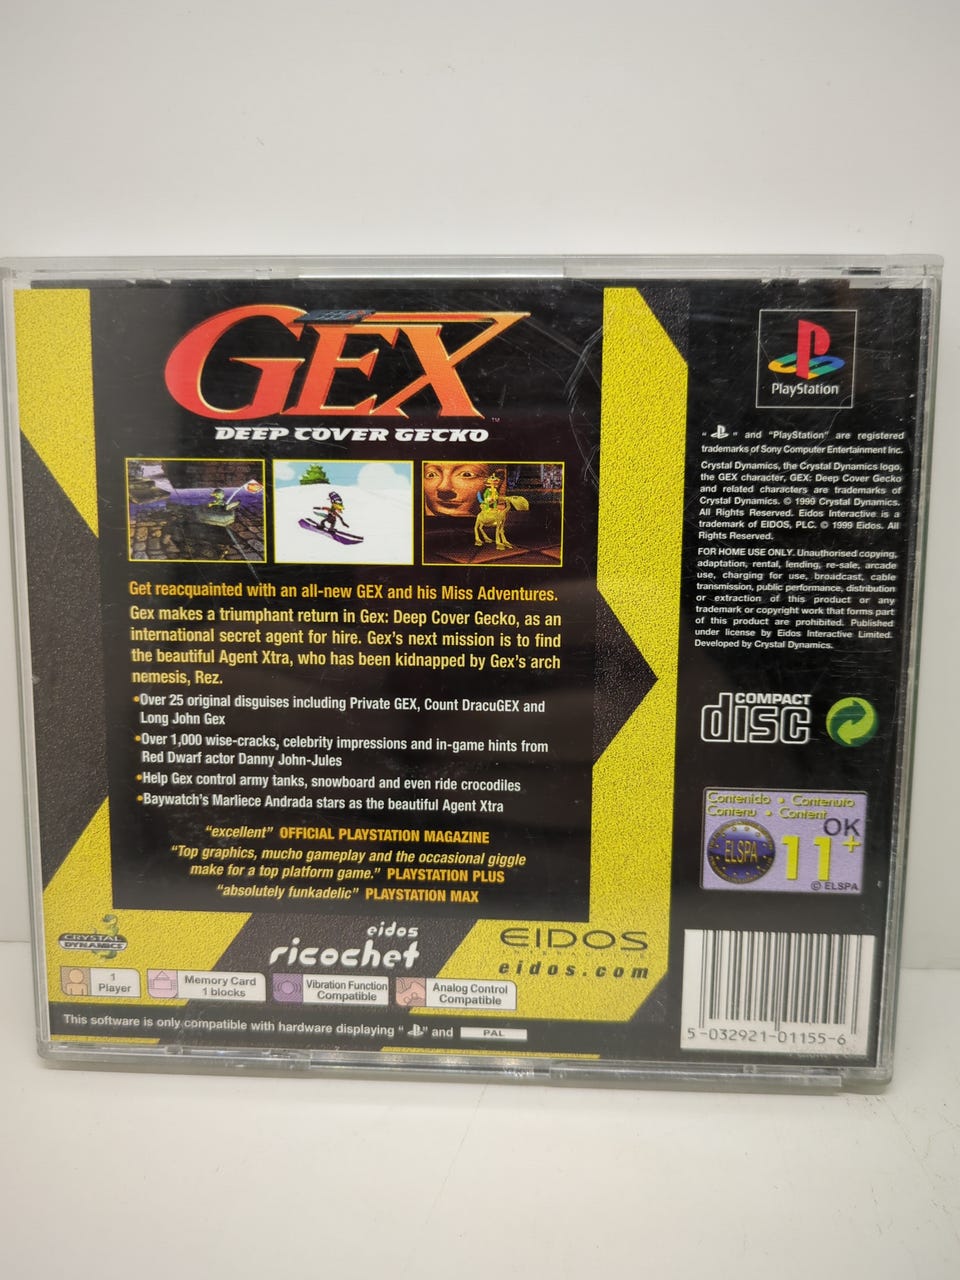 GEX
™
DEEP COVER GECKO
Get reacquainted with an all-new GEX and his Miss Adventures.
Gex makes a triumphant return in Gex: Deep Cover Gecko, as an
international secret agent for hire. Gex's next mission is to find
the beautiful Agent Xtra, who has been kidnapped by Gex's arch
nemesis, Rez.
•Over 25 original disguises including Private GEX, Count DracuGEX and
Long John Gex
•Over 1,000 wise-cracks, celebrity impressions and in-game hints from
Red Dwarf actor Danny John-Jules
•Help Gex control army tanks, snowboard and even ride crocodiles
•Baywatch's Marliece Andrada stars as the beautiful Agent Xtra
"excellent" OFFICIAL PLAYSTATION MAGAZINE
"Top graphics, mucho gameplay and the occasional giggle
make for a top platform game." PLAYSTATION PLUS
"absolutely funkadelic" PLAYSTATION MAX
CRYSTAL
DYNAMICS
eidos
ricochet
EIDOS
eidos.com
1
Player
Memory Card
1 blocks
Vibration Function
Compatible
Analog Control
Compatible
This software is only compatible with hardware displaying " " and PAL
PlayStation
" " and "PlayStation" are registered
trademarks of Sony Computer Entertainment Inc.
Crystal Dynamics, the Crystal Dynamics logo,
the GEX character, GEX: Deep Cover Gecko
and related characters are trademarks of
Crystal Dynamics. © 1999 Crystal Dynamics.
All Rights Reserved. Eidos Interactive is a
trademark of EIDOS, PLC. © 1999 Eidos. All
Rights Reserved.
FOR HOME USE ONLY. Unauthorised copying,
adaptation, rental, lending, re-sale, arcade
use, charging for use, broadcast, cable
transmission, public performance, distribution
or extraction of this product or any
trademark or copyright work that forms part
of this product are prohibited. Published
under license by Eidos Interactive Limited.
Developed by Crystal Dynamics.
COMPACT
disc
Contenido • Contenuto
Contenu • Content
OK
ELSPA
11+
© ELSPA
5-032921-01155-6